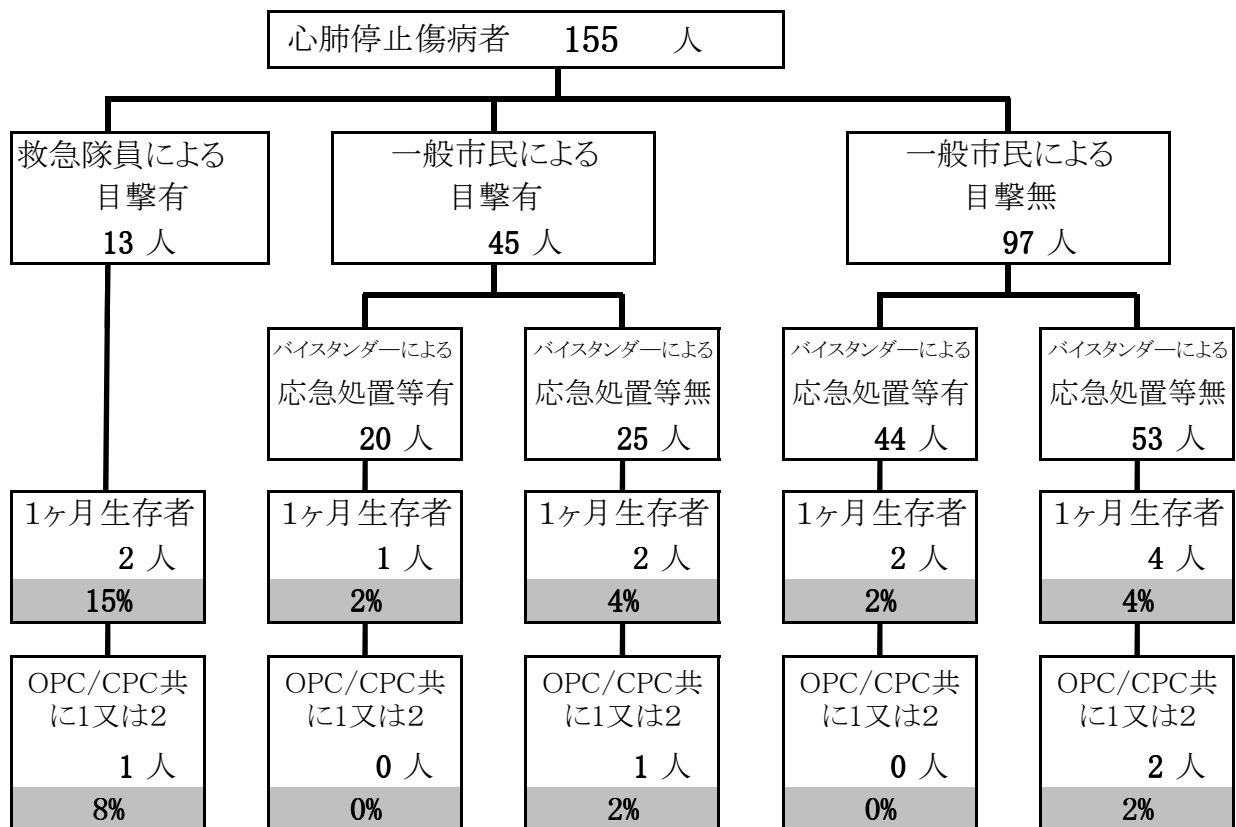 心肺停止傷病者 155 人
救急隊員による
目撃有
13 人
一般市民による
目撃有
45 人
一般市民による
目撃無
97 人
バイスタンダーによる
応急処置等有
20 人
バイスタンダーによる
応急処置等無
25 人
バイスタンダーによる
応急処置等有
44 人
バイスタンダーによる
応急処置等無
53 人
1ヶ月生存者
2 人
15%
1ヶ月生存者
1 人
2%
1ヶ月生存者
2 人
4%
1ヶ月生存者
2 人
2%
1ヶ月生存者
4 人
4%
OPC/CPC共
に1又は2
1 人
8%
OPC/CPC共
に1又は2
0 人
0%
OPC/CPC共
に1又は2
1 人
2%
OPC/CPC共
に1又は2
0 人
0%
OPC/CPC共
に1又は2
2 人
2%